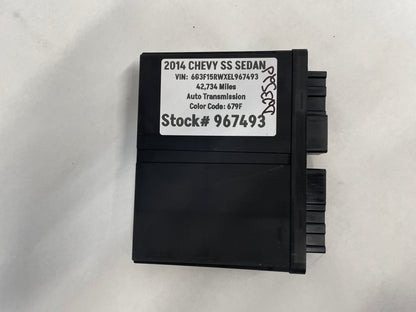 2014 CHEVY SS SEDAN
VIN: 6G3F15RWXEL967493
42,734 Miles
Auto Transmission
Color Code: 679F
Stock# 967493